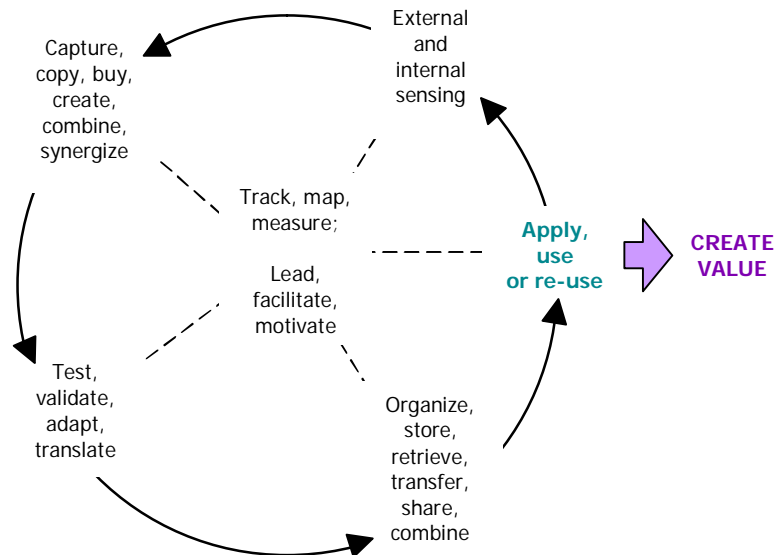 External
and
internal
sensing
Capture,
copy, buy,
create,
combine,
synergize
Track, map,
measure;
Lead,
facilitate,
motivate
Apply,
use
or re-use
CREATE
VALUE
Test,
validate,
adapt,
translate
Organize,
store,
retrieve,
transfer,
share,
combine